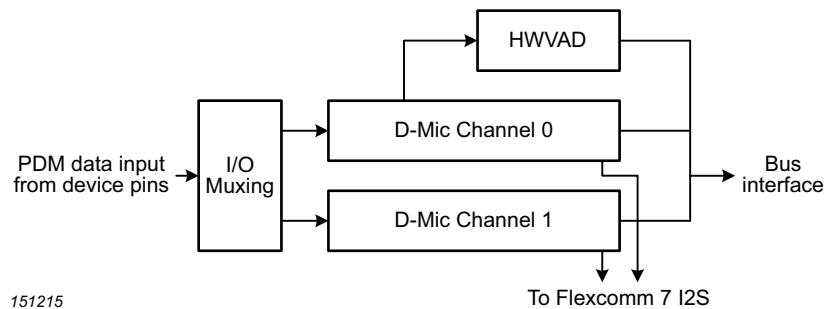 HWVAD
D-Mic Channel 0
PDM data input
from device pins
I/O
Muxing
Bus
interface
D-Mic Channel 1
To Flexcomm 7 I2S
151215